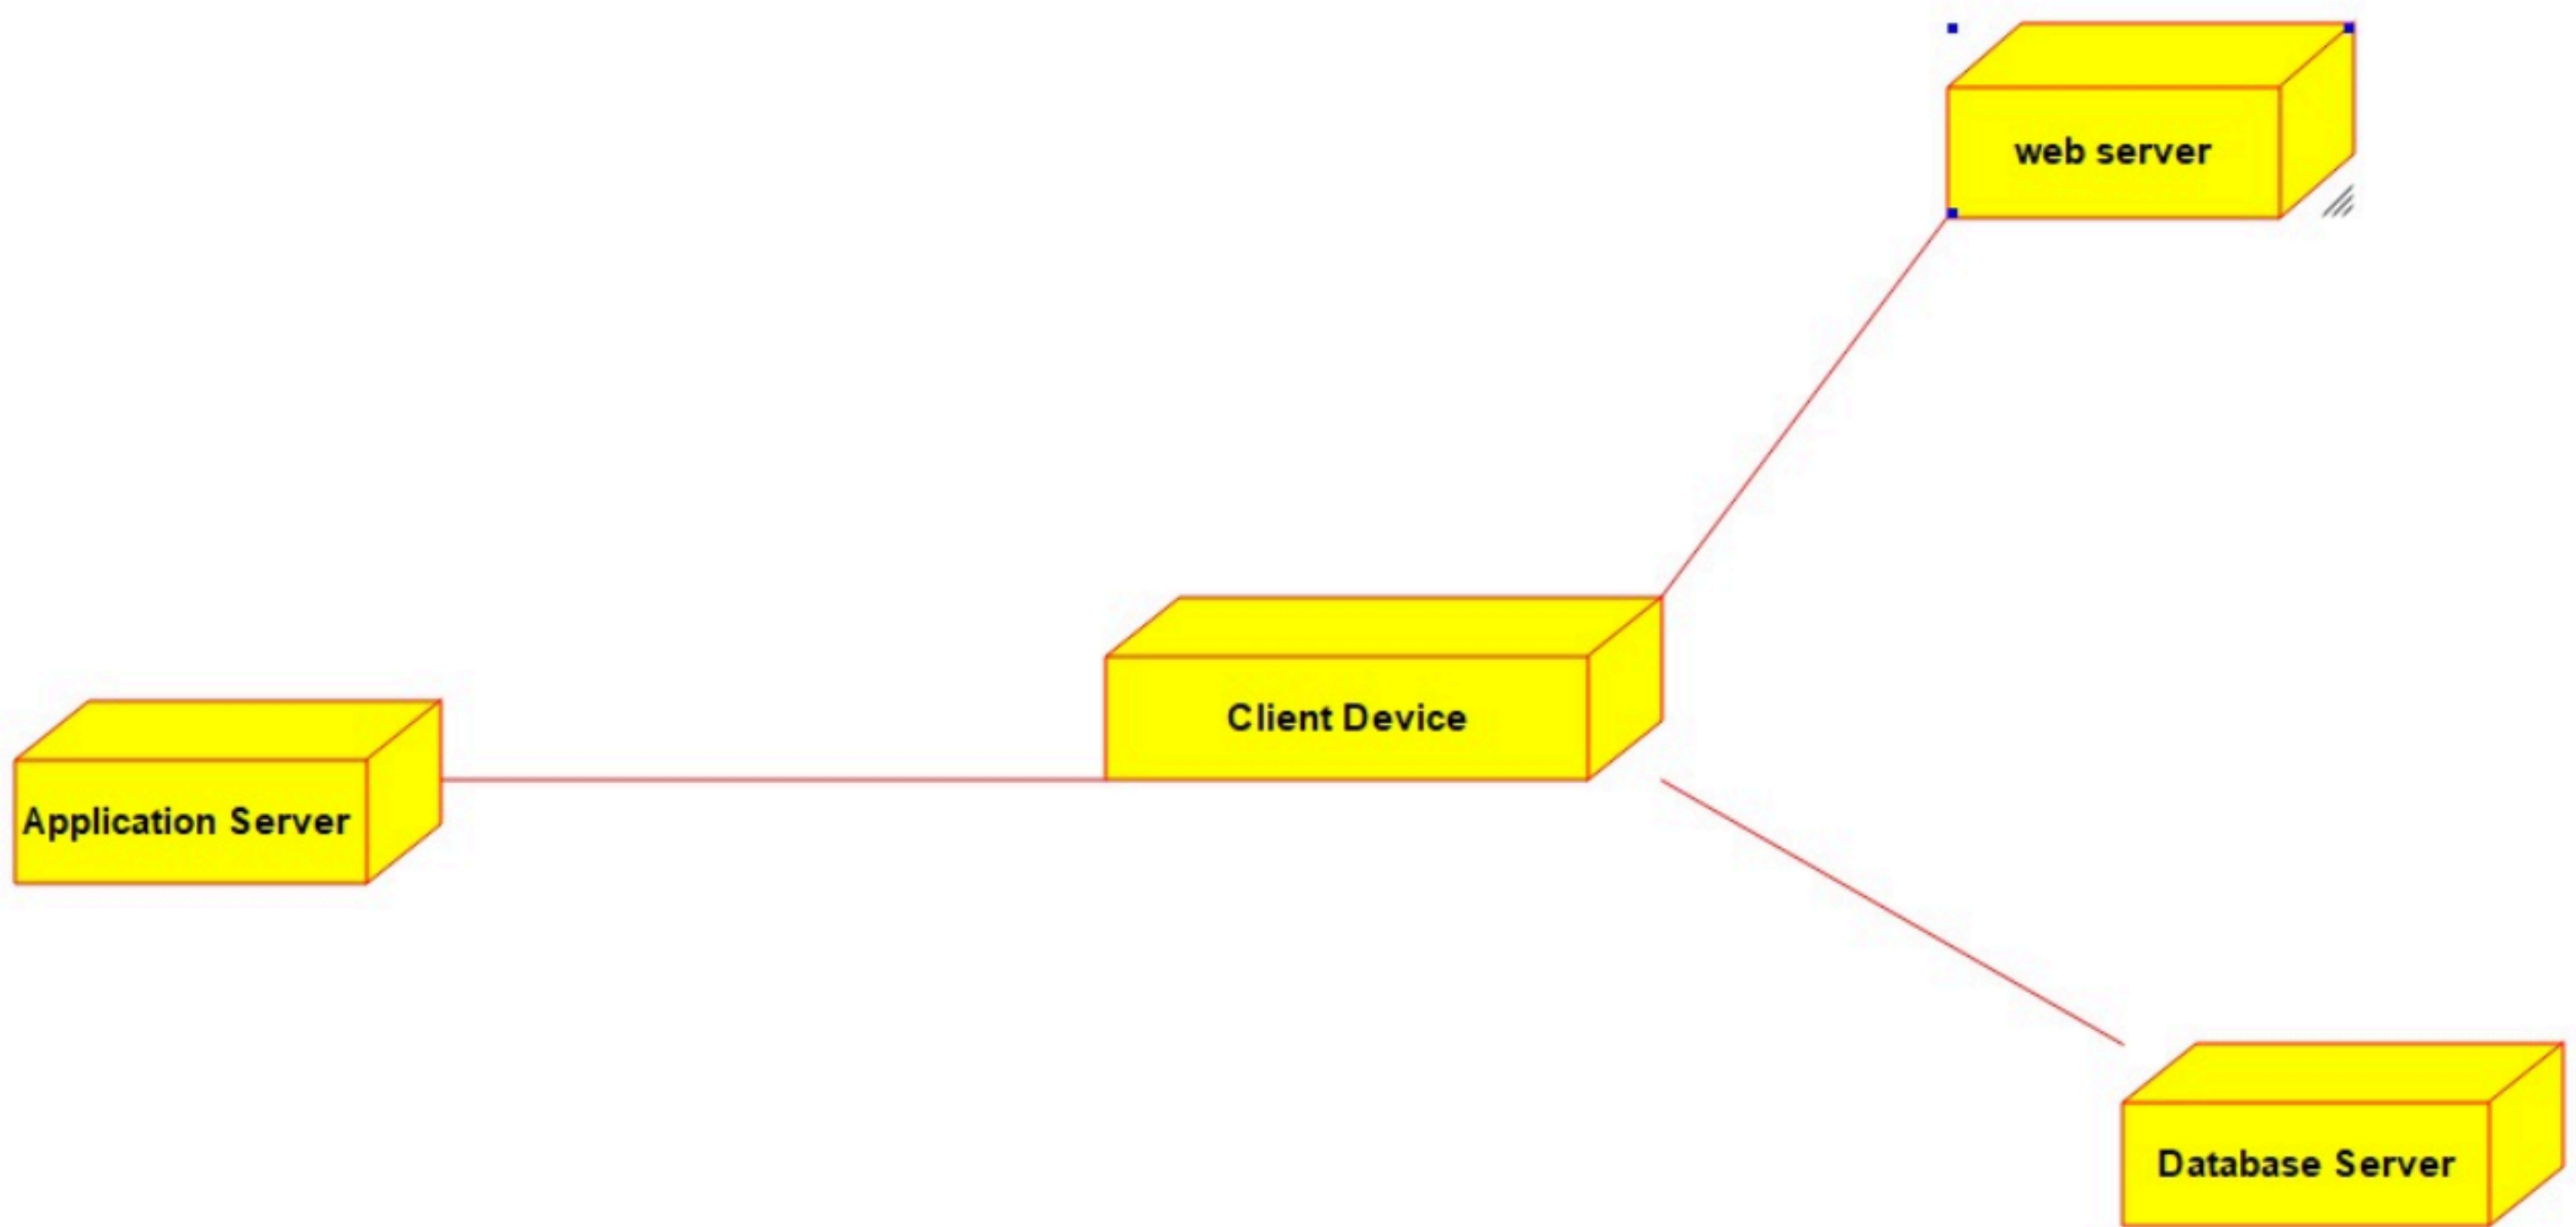 web server
Client Device
Application Server
Database Server